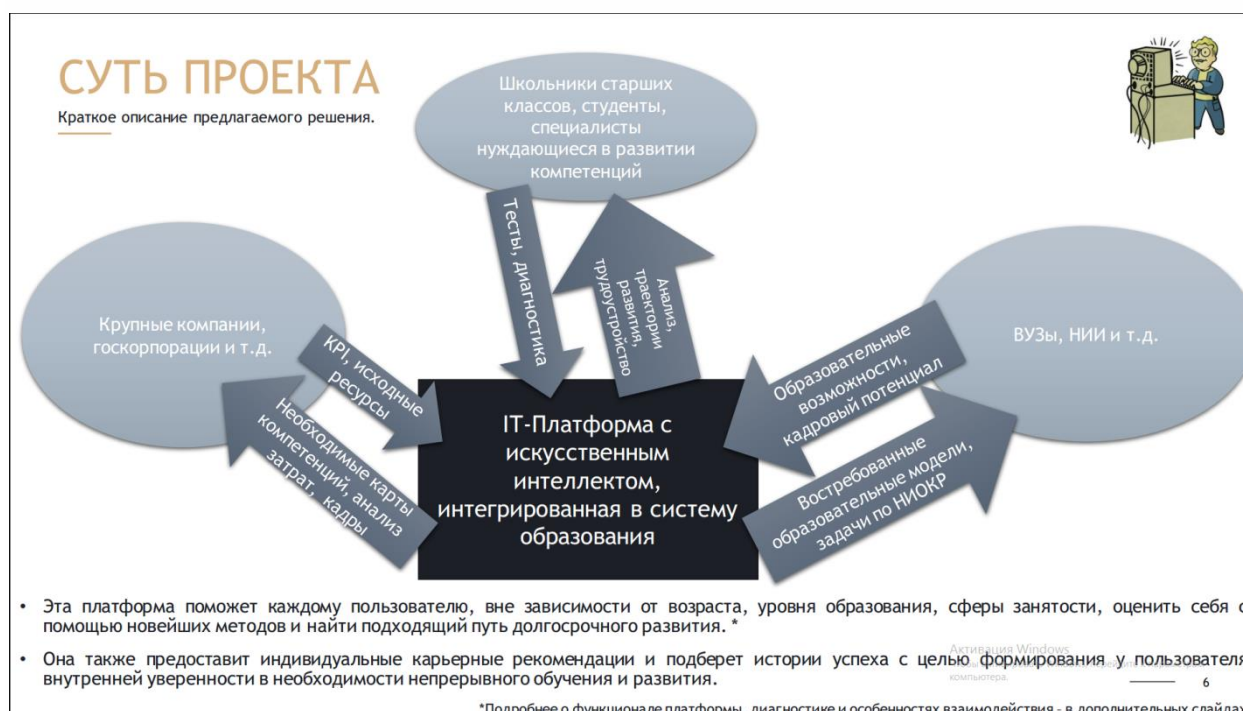 СУТЬ ПРОЕКТА
Краткое описание предлагаемого решения.
Школьники старших
классов, студенты,
специалисты
нуждающиеся в развитии
компетенций
Тесты, диагностика
Анализ,
траектории
развития,
трудоустройство
Крупные компании,
госкорпорации и т.д.
KPI, исходные
ресурсы
Необходимые карты
компетенций, анализ
затрат, кадры
ВУЗы, НИИ и т.д.
Образовательные
возможности,
кадровый потенциал
Востребованные
образовательные модели,
задачи по НИОКР
IT-Платформа с
искусственным
интеллектом,
интегрированная в систему
образования
• Эта платформа поможет каждому пользователю, вне зависимости от возраста, уровня образования, сферы занятости, оценить себя с
помощью новейших методов и найти подходящий путь долгосрочного развития. *
• Она также предоставит индивидуальные карьерные рекомендации и подберет истории успеха с целью формирования у пользователя
внутренней уверенности в необходимости непрерывного обучения и развития.
Активация Windows
компьютера.
6
*Подробнее о функционале платформы, диагностике и особенностях взаимодействия - в дополнительных слайдах